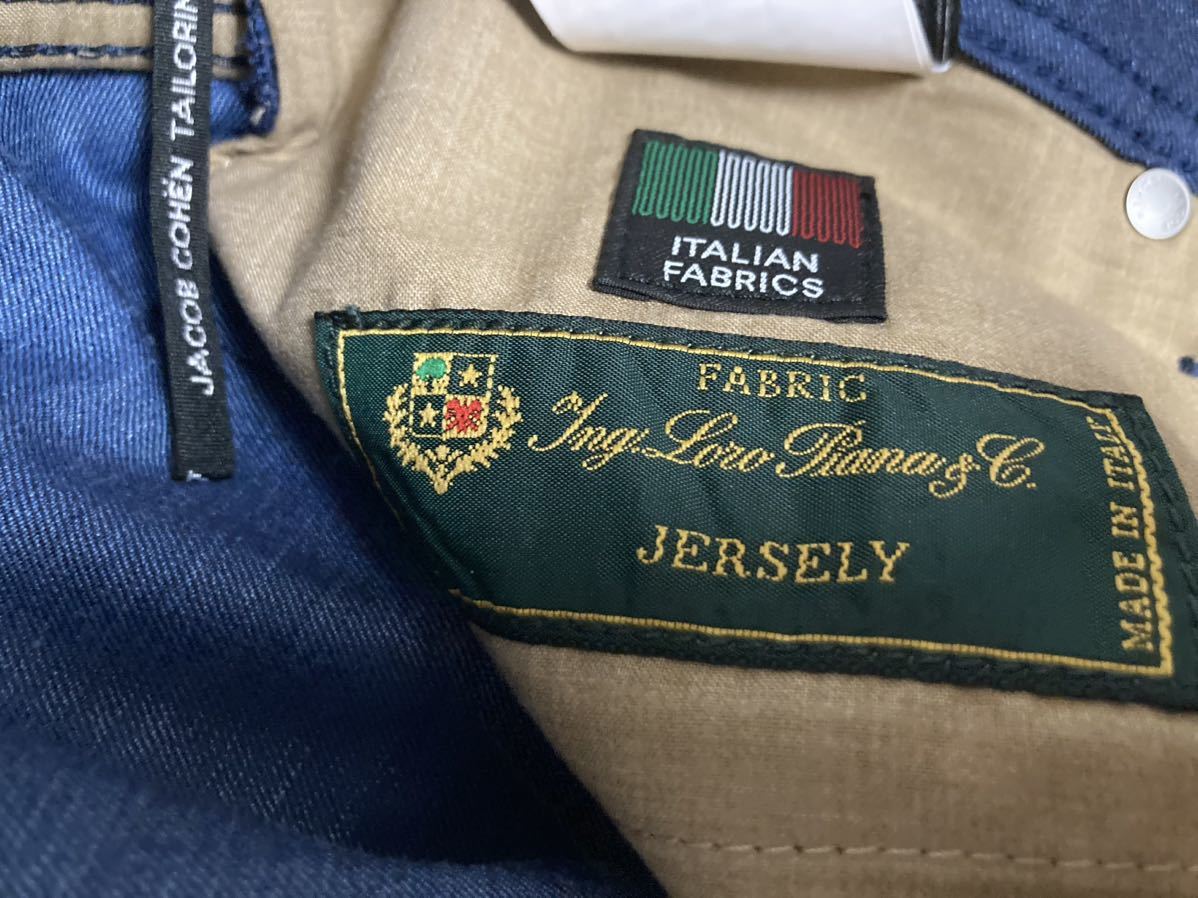 JACOB COHËN TAILORIN
ITALIAN
FABRICS
FABRIC
Ing. Loro Piana & C.
JERSELY
MADE IN ITALY